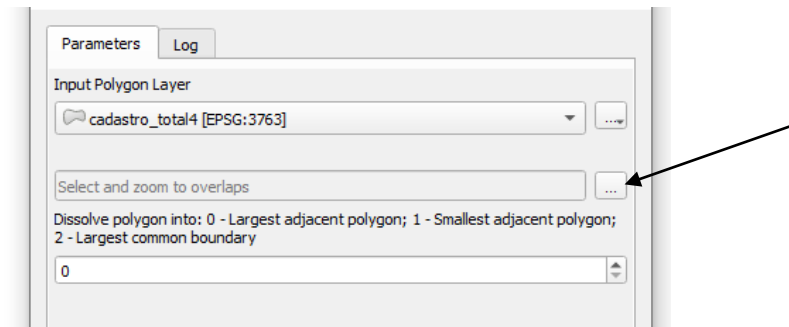 Parameters
Log
Input Polygon Layer
cadastro_total4 [EPSG:3763]
...
Select and zoom to overlaps
...
Dissolve polygon into: 0 - Largest adjacent polygon; 1 - Smallest adjacent polygon;
2 - Largest common boundary
0